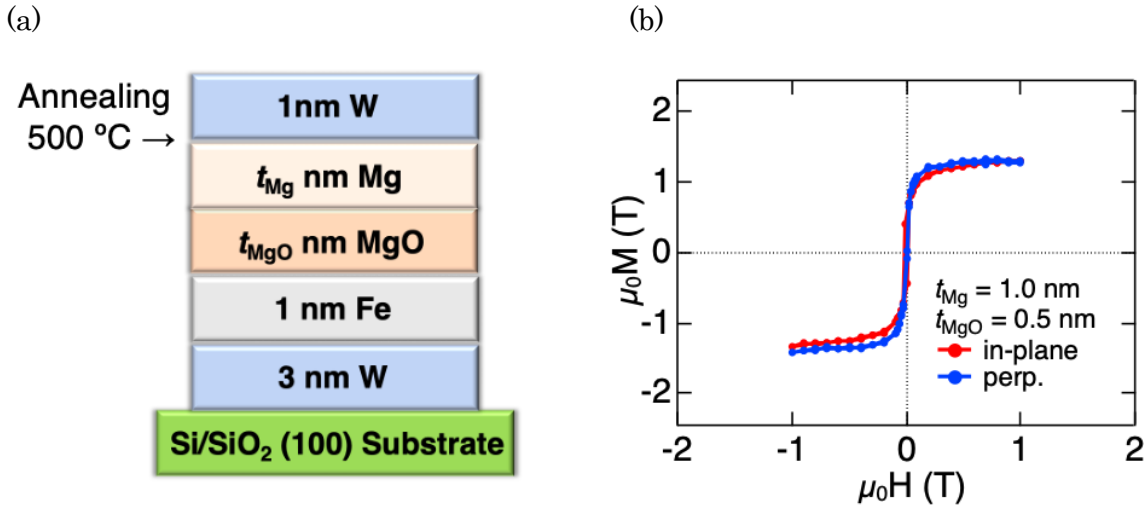 (a)
Annealing
500 ºC →
1nm W
tMg nm Mg
tMgO nm MgO
1 nm Fe
3 nm W
Si/SiO2 (100) Substrate
(b)
μ0M (T)
2
1
0
-1
-2
tMg = 1.0 nm
tMgO = 0.5 nm
in-plane
perp.
-2 -1 0 1 2
μ0H (T)